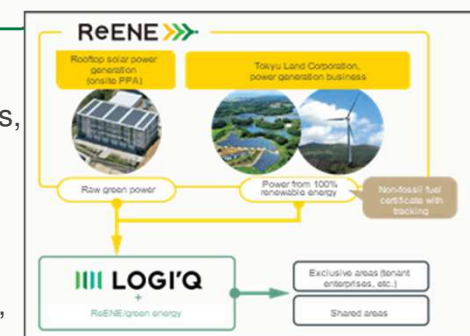 ReENE
Rooftop solar power
generation
(onsite PPA)
Tokyu Land Corporation,
power generation business
s,
Raw green power
Power from 100%
renewable energy
Non-fossil fuel
certificate with
tracking
LOGI'Q
+
ReENE/green energy
Exclusive areas (tenant
enterprises, etc.)
Shared areas
,